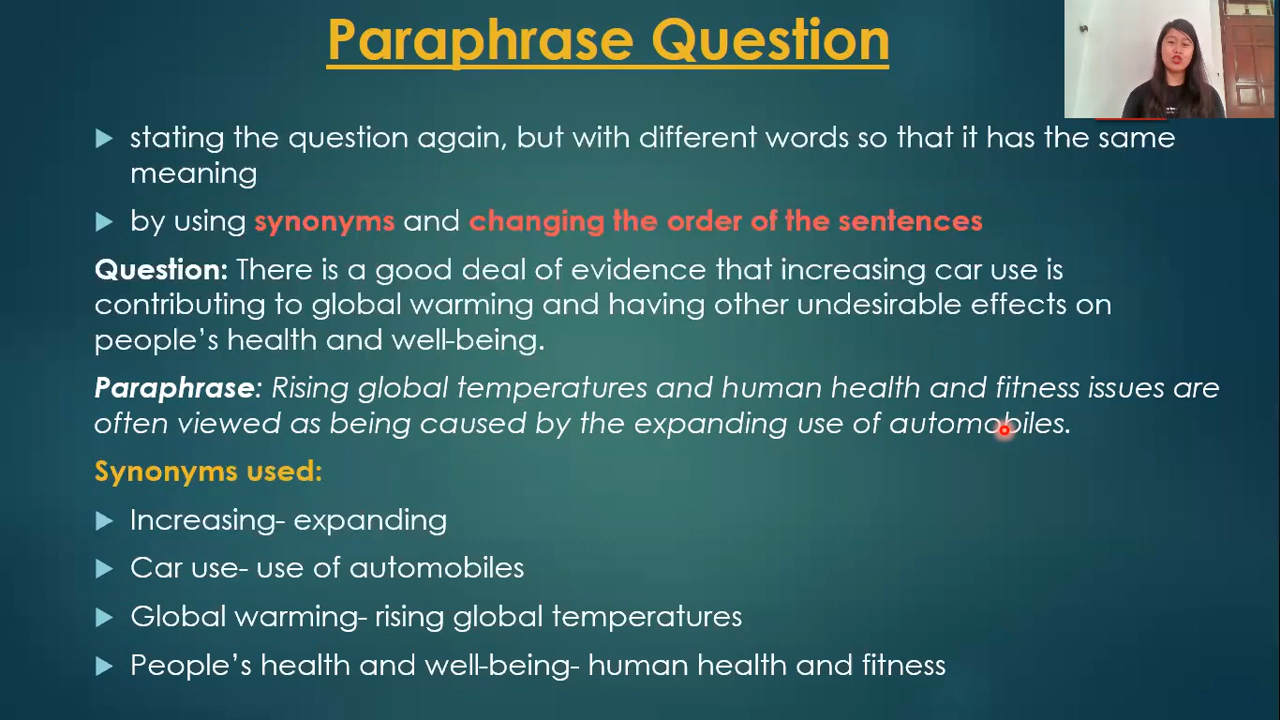 Paraphrase Question
stating the question again, but with different words so that it has the same
meaning
by using synonyms and changing the order of the sentences
Question: There is a good deal of evidence that increasing car use is
contributing to global warming and having other undesirable effects on
people’s health and well-being.
Paraphrase: Rising global temperatures and human health and fitness issues are
often viewed as being caused by the expanding use of automobiles.
Synonyms used:
Increasing- expanding
Car use- use of automobiles
Global warming- rising global temperatures
People’s health and well-being- human health and fitness